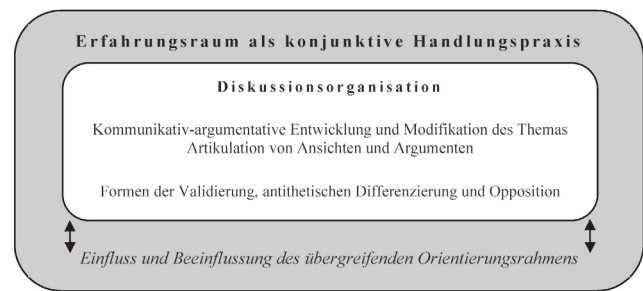 Erfahrungsraum als konjunktive Handlungspraxis
Diskussionsorganisation
Kommunikativ-argumentative Entwicklung und Modifikation des Themas
Artikulation von Ansichten und Argumenten
Formen der Validierung, antithetischen Differenzierung und Opposition
Einfluss und Beeinflussung des übergreifenden Orientierungsrahmens